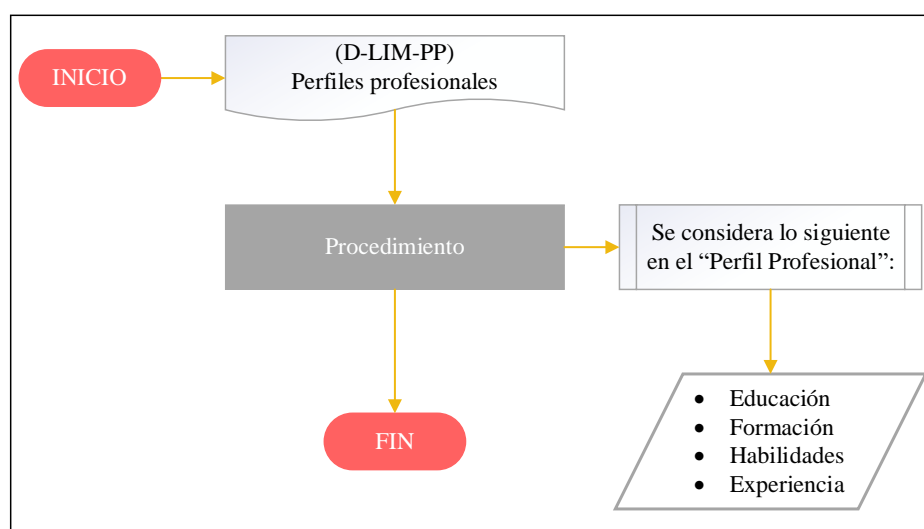 INICIO
(D-LIM-PP)
Perfiles profesionales
Procedimiento
Se considera lo siguiente
en el “Perfil Profesional”:
FIN
• Educación
• Formación
• Habilidades
• Experiencia